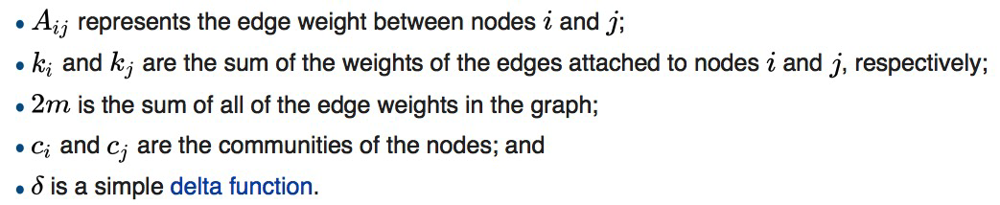 • A_{ij} represents the edge weight between nodes i and j;
• k_i and k_j are the sum of the weights of the edges attached to nodes i and j, respectively;
• 2m is the sum of all of the edge weights in the graph;
• c_i and c_j are the communities of the nodes; and
• δ is a simple delta function.